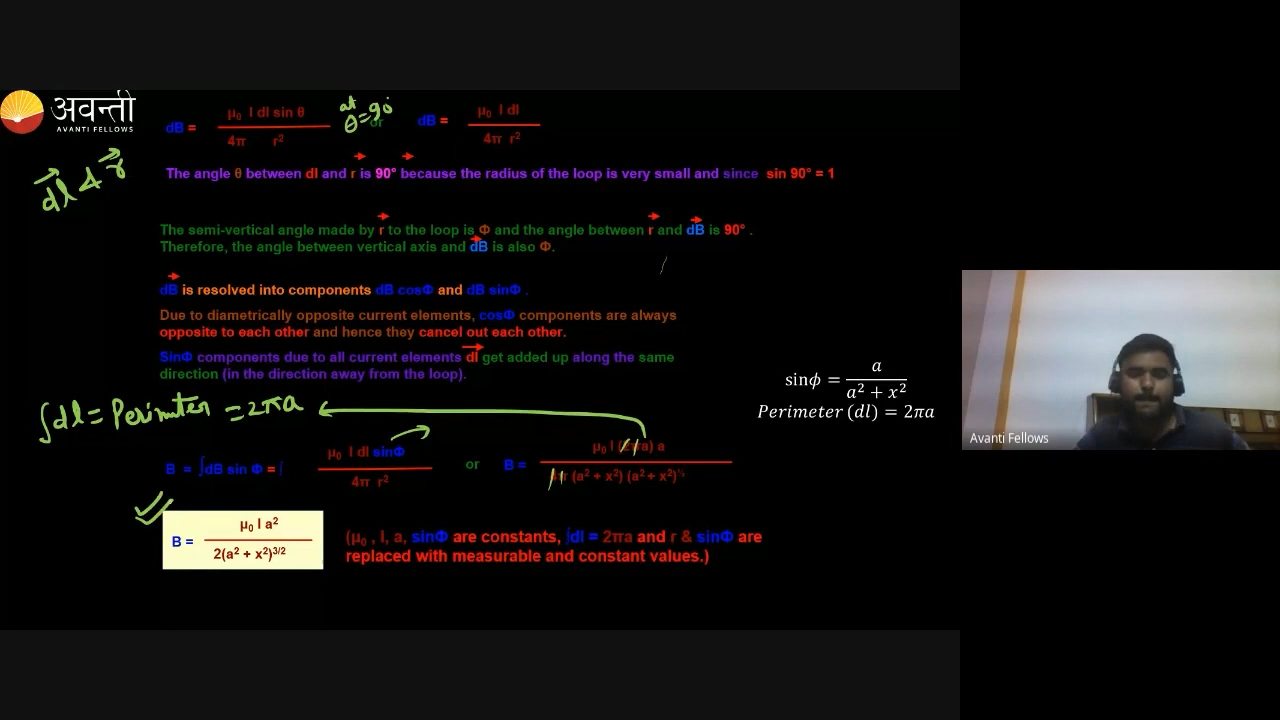 अवन्ती
AVANTI FELLOWS
dB = μ₀ I dl sin θ / 4π r²
at θ=90°
or
dB = μ₀ I dl / 4π r²
dl & r
The angle θ between dl and r is 90° because the radius of the loop is very small and since sin 90° = 1
The semi-vertical angle made by r to the loop is Φ and the angle between r and dB is 90° .
Therefore, the angle between vertical axis and dB is also Φ.
dB is resolved into components dB cosΦ and dB sinΦ .
Due to diametrically opposite current elements, cosΦ components are always
opposite to each other and hence they cancel out each other.
SinΦ components due to all current elements dl get added up along the same
direction (in the direction away from the loop).
sinϕ = a / a² + x²
Perimeter (dl) = 2πa
Avanti Fellows
∫dl = Perimeter = 2πa
B = ∫dB sin Φ = ∫ μ₀ I dl sinΦ / 4π r²
or
B = μ₀ I (2πa) a / 4π (a² + x²) (a² + x²)^½
B = μ₀ I a² / 2(a² + x²)^3/2
(μ₀ , I, a, sinΦ are constants, ∫dl = 2πa and r & sinΦ are
replaced with measurable and constant values.)